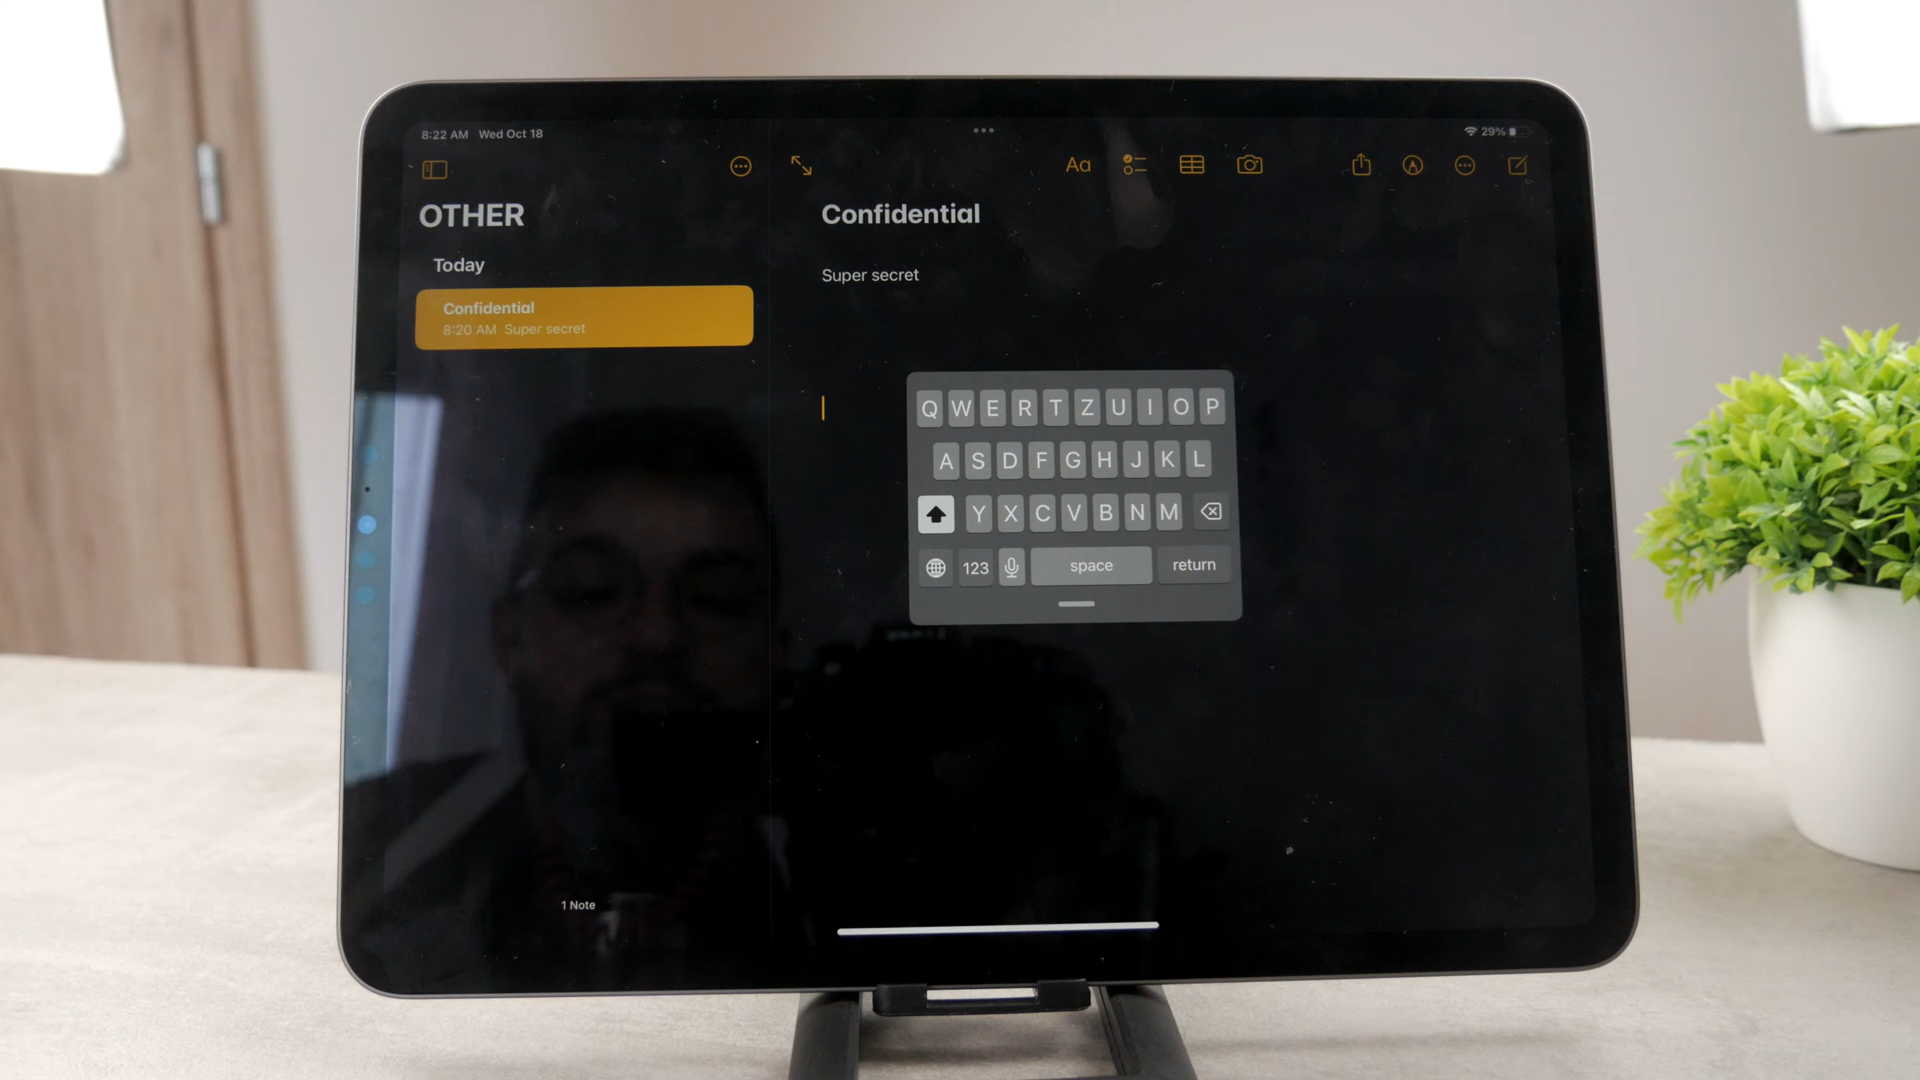 8:22 AM Wed Oct 18
29%
OTHER
Today
Confidential
8:20 AM Super secret
1 Note
Aa
Confidential
Super secret
Q W E R T Z U I O P
A S D F G H J K L
Y X C V B N M
123 space return